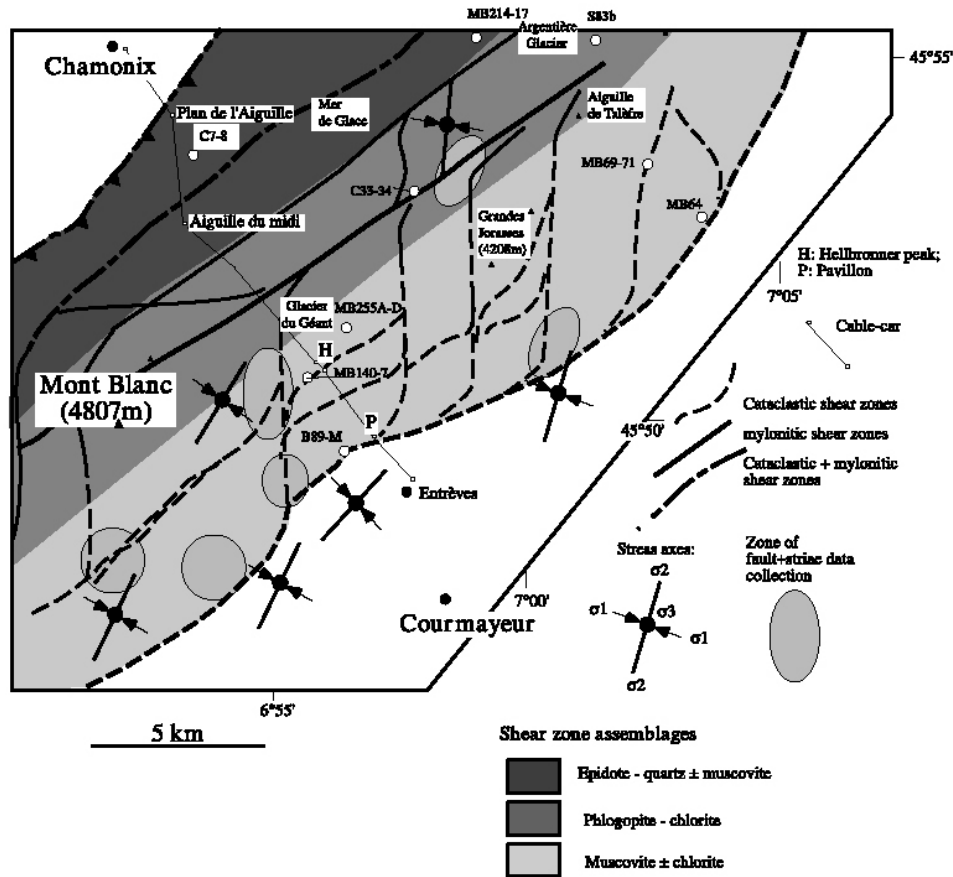 MB214-17
S83b
Argentière
Glacier
45°55'
Chamonix
Plan de l'Aiguille
Mer
de Glace
Aiguille
de Talèfre
C7-8
MB69-71
C33-34
MB64
Aiguille du midi
Grandes
Jorasses
(4208m)
H: Hellbronner peak;
P: Pavillon
7°05'
Glacier
du Géant
MB255A-D
Cable-car
H
MB140-7
Mont Blanc
(4807m)
P
B89-M
45°50'
Cataclastic shear zones
mylonitic shear zones
Cataclastic + mylonitic
shear zones
Entrèves
Stress axes:
σ2
σ1
σ3
σ1
σ2
Zone of
fault+striae data
collection
7°00'
Courmayeur
6°55'
5 km
Shear zone assemblages
Epidote - quartz ± muscovite
Phlogopite - chlorite
Muscovite ± chlorite